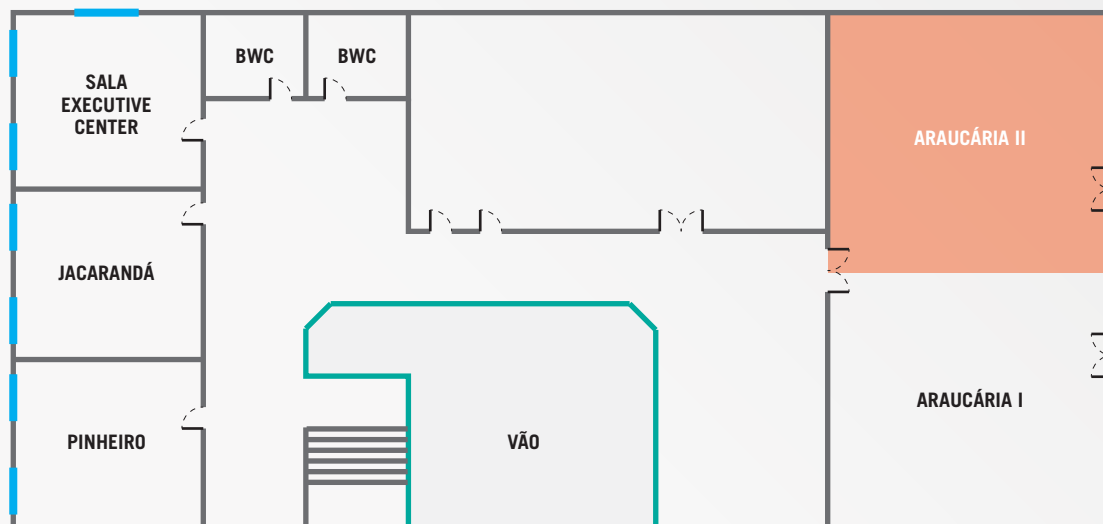 BWC
BWC
SALA
EXECUTIVE
CENTER
ARAUCÁRIA II
JACARANDÁ
ARAUCÁRIA I
PINHEIRO
VÃO